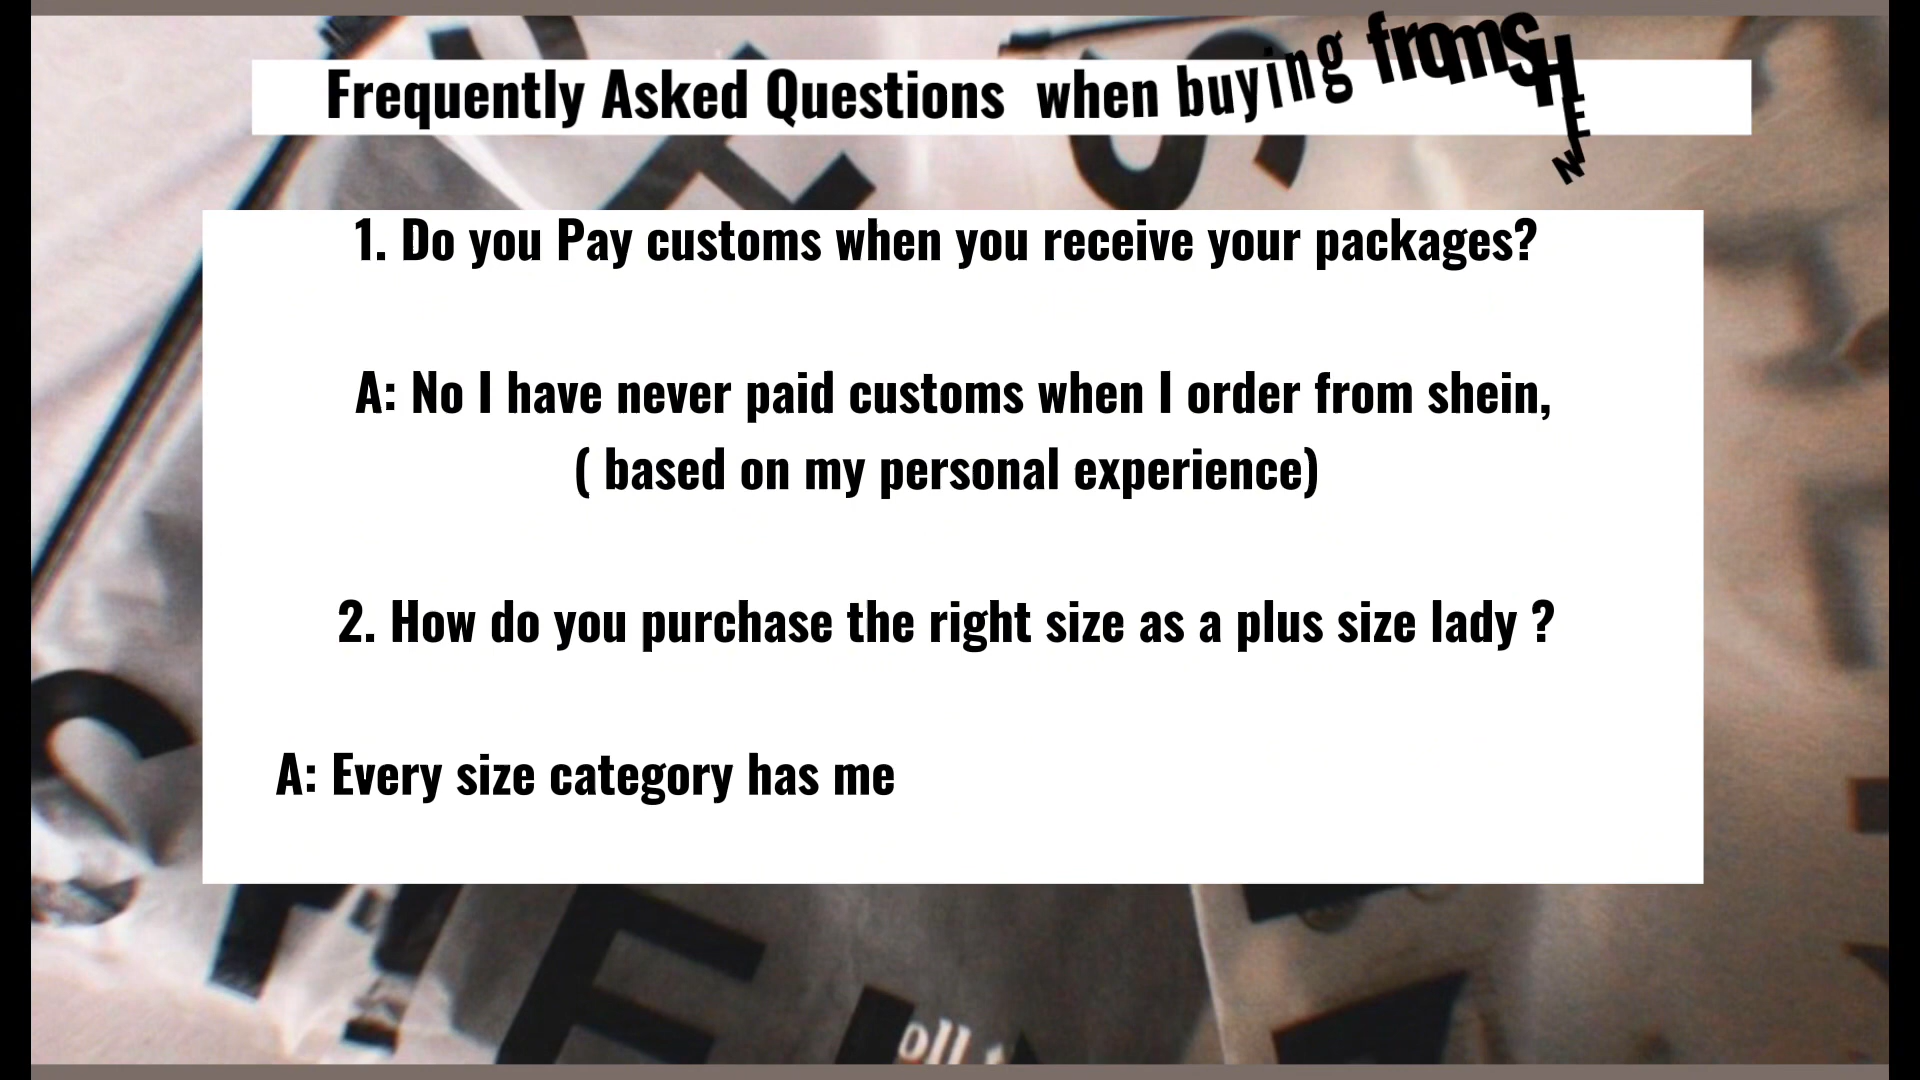 Frequently Asked Questions when buying from SHEIN
1. Do you Pay customs when you receive your packages?
A: No I have never paid customs when I order from shein,
( based on my personal experience)
2. How do you purchase the right size as a plus size lady ?
A: Every size category has me